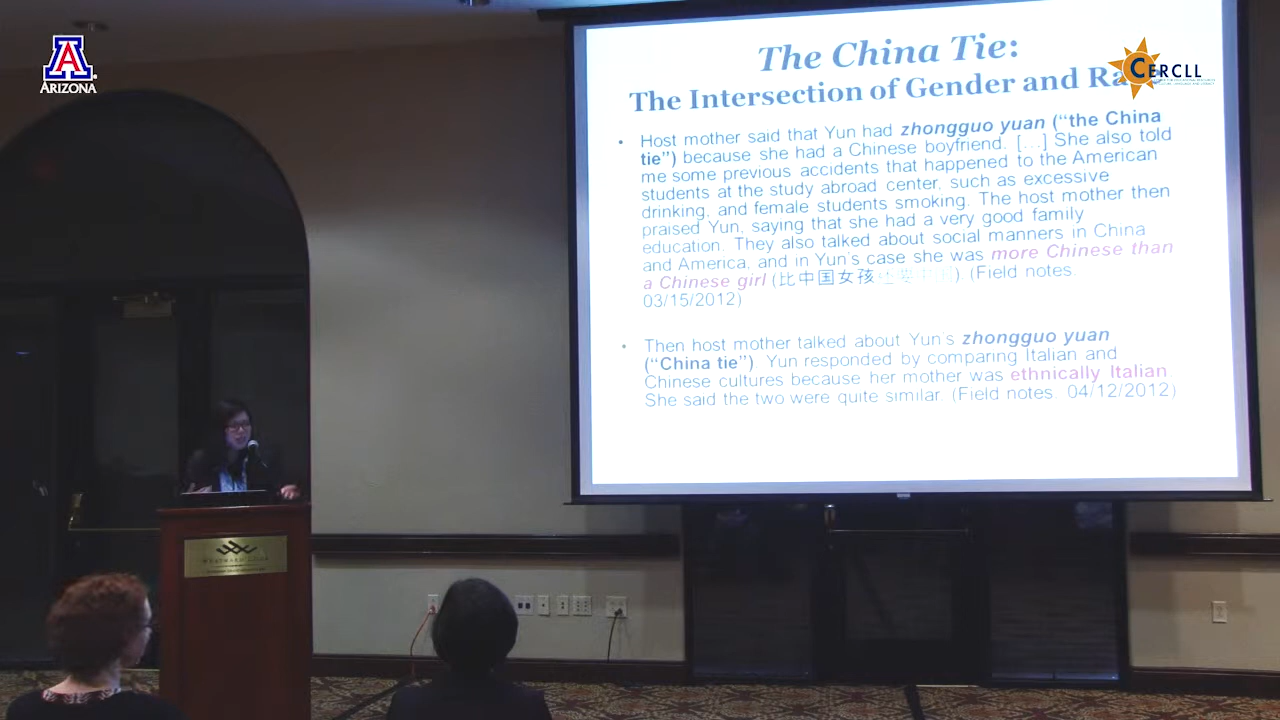 ARIZONA
CERCLL
The China Tie:
The Intersection of Gender and
• Host mother said that Yun had zhongguo yuan ("the China
tie") because she had a Chinese boyfriend. [...] She also told
me some previous accidents that happened to the American
students at the study abroad center, such as excessive
drinking, and female students smoking. The host mother then
praised Yun, saying that she had a very good family
education. They also talked about social manners in China
and America, and in Yun's case she was more Chinese than
a Chinese girl (比中国女孩 ). (Field notes.
03/15/2012)
• Then host mother talked about Yun's zhongguo yuan
("China tie"). Yun responded by comparing Italian and
Chinese cultures because her mother was ethnically Italian
She said the two were quite similar. (Field notes. 04/12/2012)